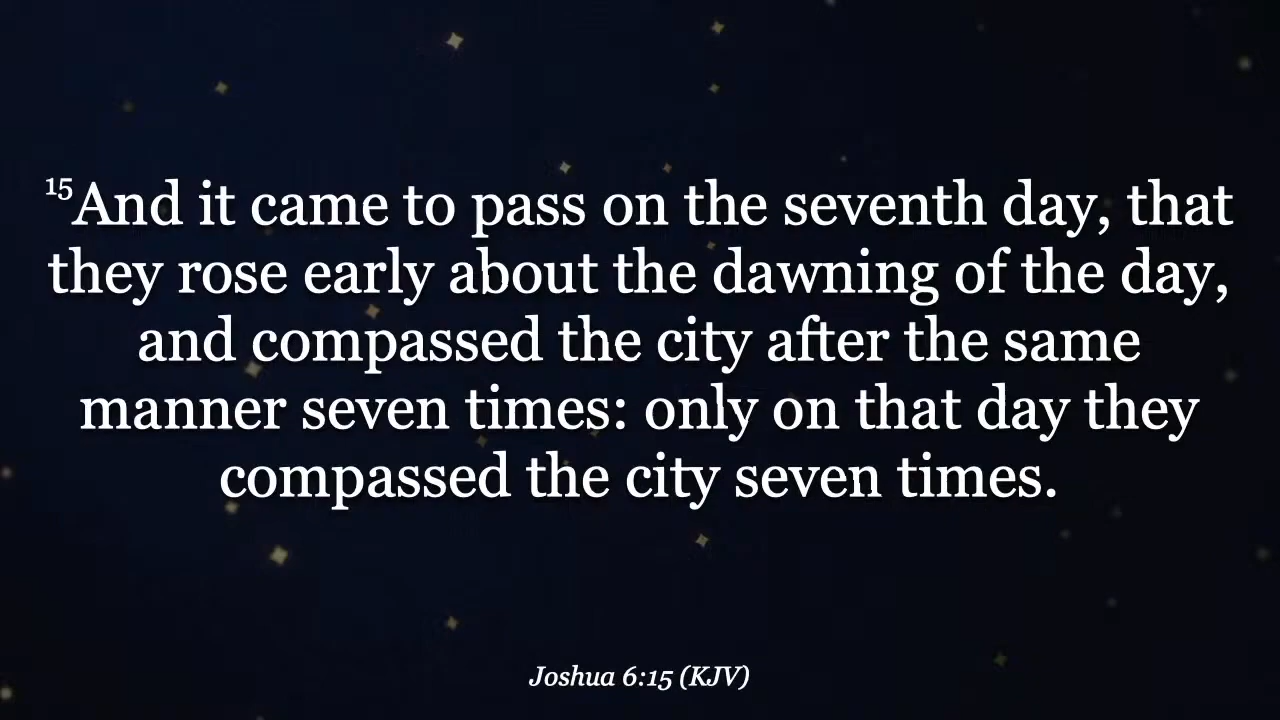 15And it came to pass on the seventh day, that
they rose early about the dawning of the day,
and compassed the city after the same
manner seven times: only on that day they
compassed the city seven times.
Joshua 6:15 (KJV)